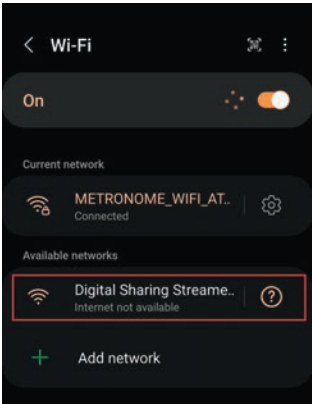 Wi-Fi
On
Current network
METRONOME_WIFI_AT..
Connected
Available networks
Digital Sharing Streame..
Internet not available
Add network